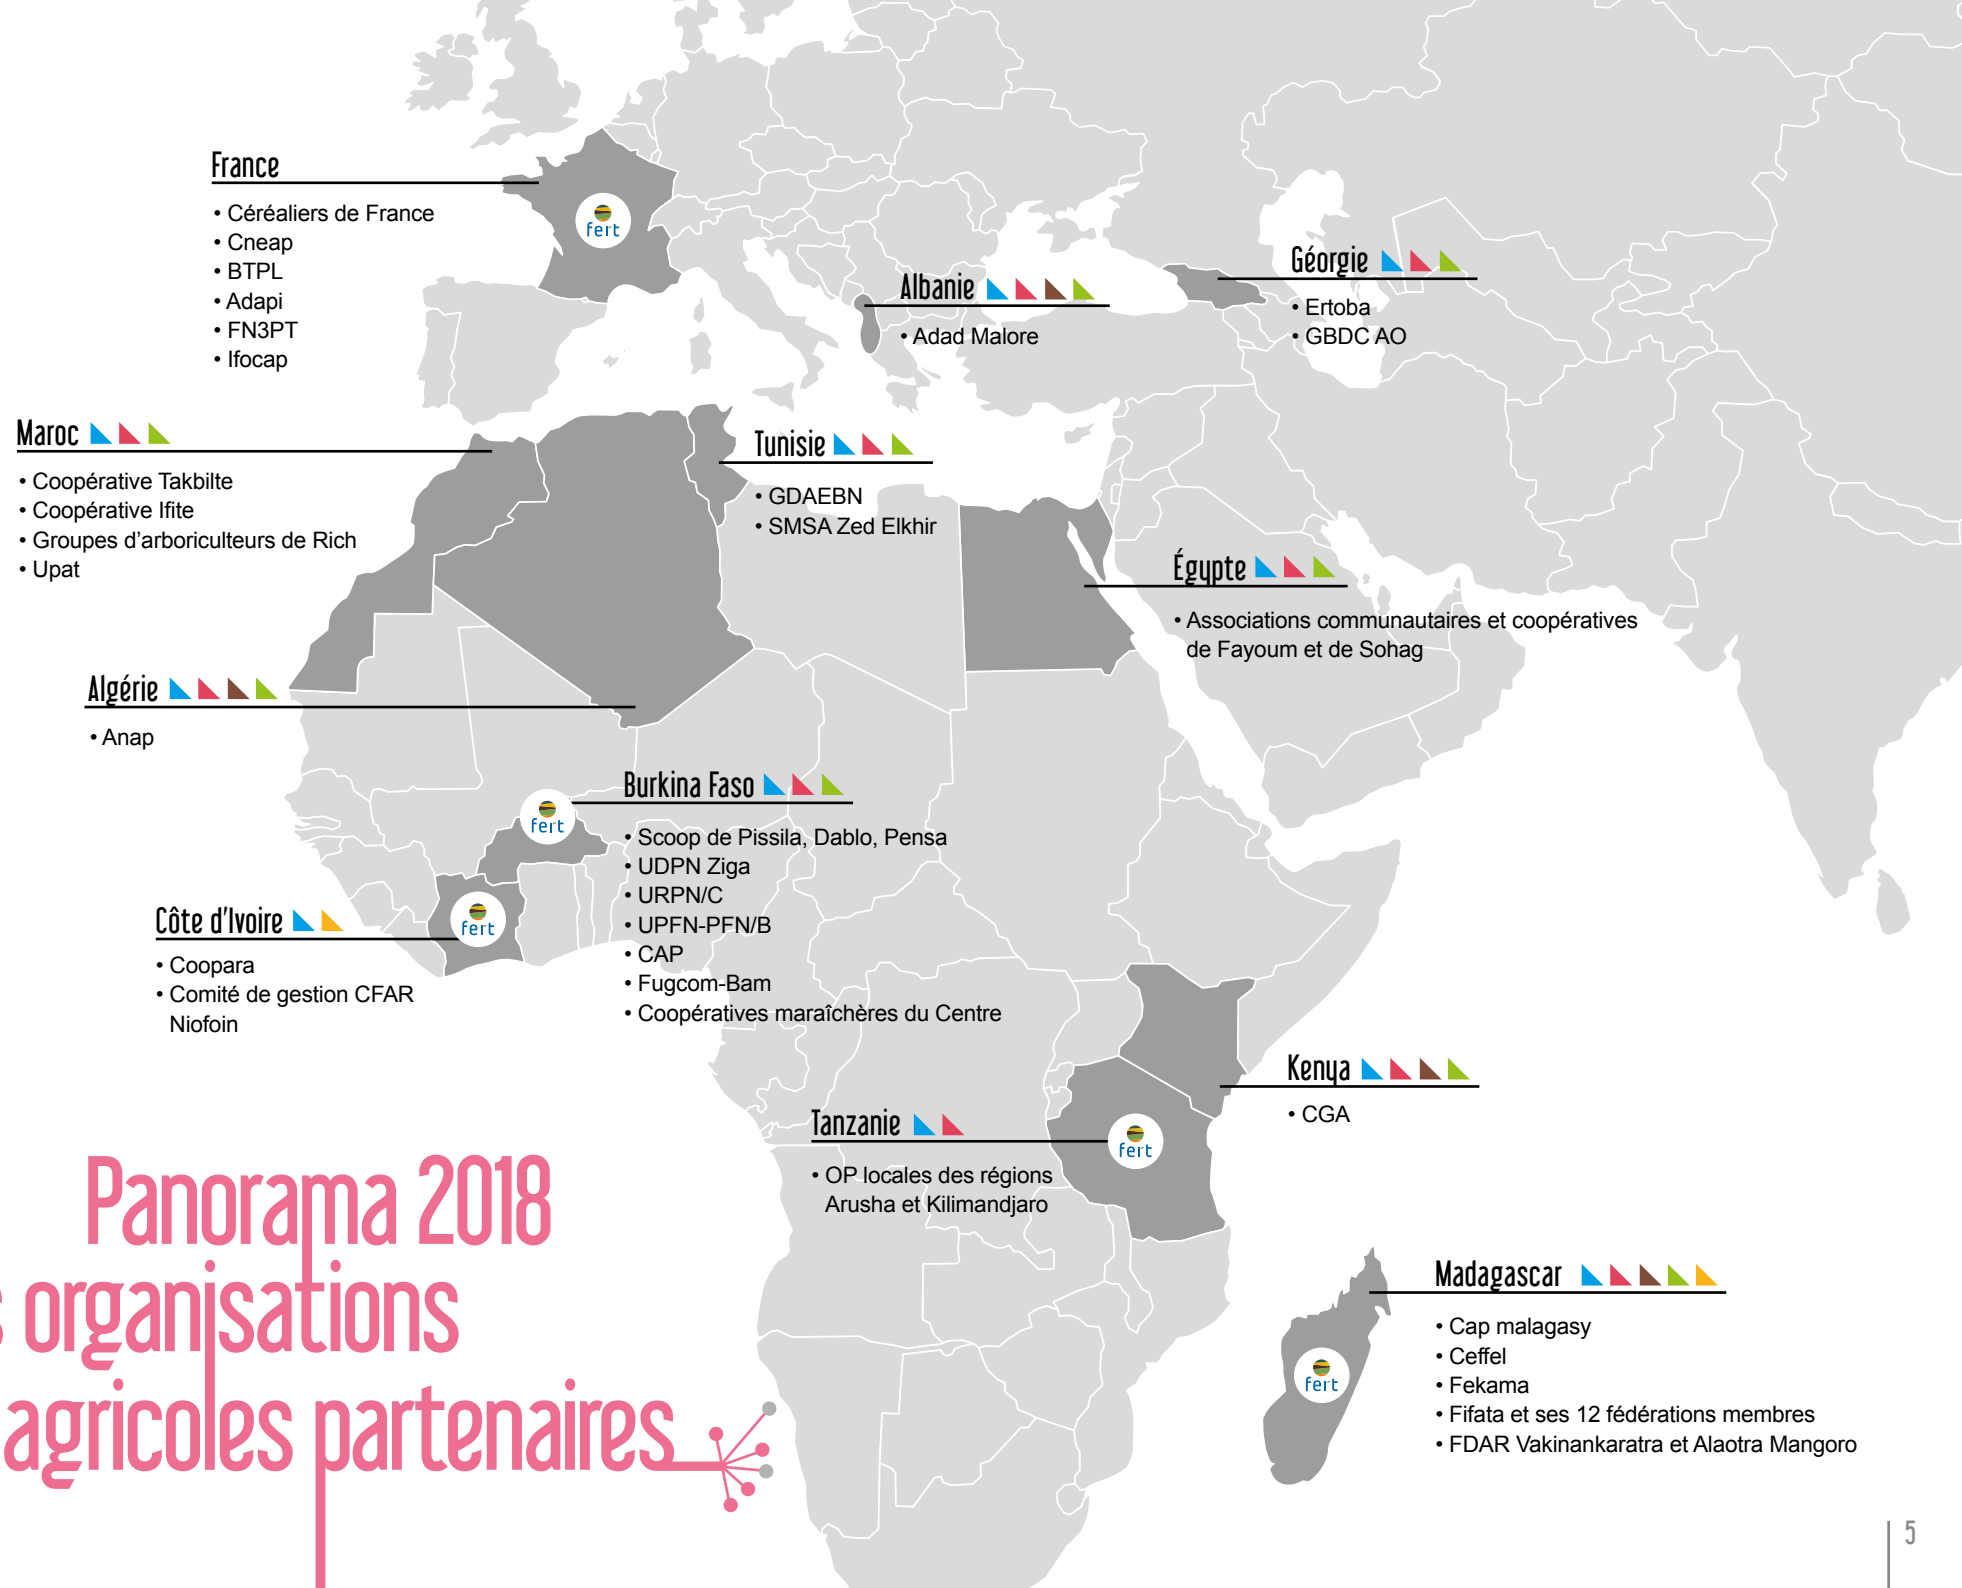 France
• Céréaliers de France
• Cneap
• BTPL
• Adapi
• FN3PT
• Ifocap
fert
Albanie
• Adad Malore
Géorgie
• Ertoba
• GBDC AO
Maroc
• Coopérative Takbilte
• Coopérative Ifite
• Groupes d'arboriculteurs de Rich
• Upat
Tunisie
• GDAEBN
• SMSA Zed Elkhir
Égypte
• Associations communautaires et coopératives
de Fayoum et de Sohag
Algérie
• Anap
Burkina Faso
fert
• Scoop de Pissila, Dablo, Pensa
• UDPN Ziga
• URPN/C
• UPFN-PFN/B
• CAP
• Fugcom-Bam
• Coopératives maraîchères du Centre
Côte d'Ivoire
fert
• Coopara
• Comité de gestion CFAR
Niofoin
Kenya
• CGA
Tanzanie
fert
• OP locales des régions
Arusha et Kilimandjaro
Madagascar
fert
• Cap malagasy
• Ceffel
• Fekama
• Fifata et ses 12 fédérations membres
• FDAR Vakinankaratra et Alaotra Mangoro
Panorama 2018
s organisations
agricoles partenaires
5